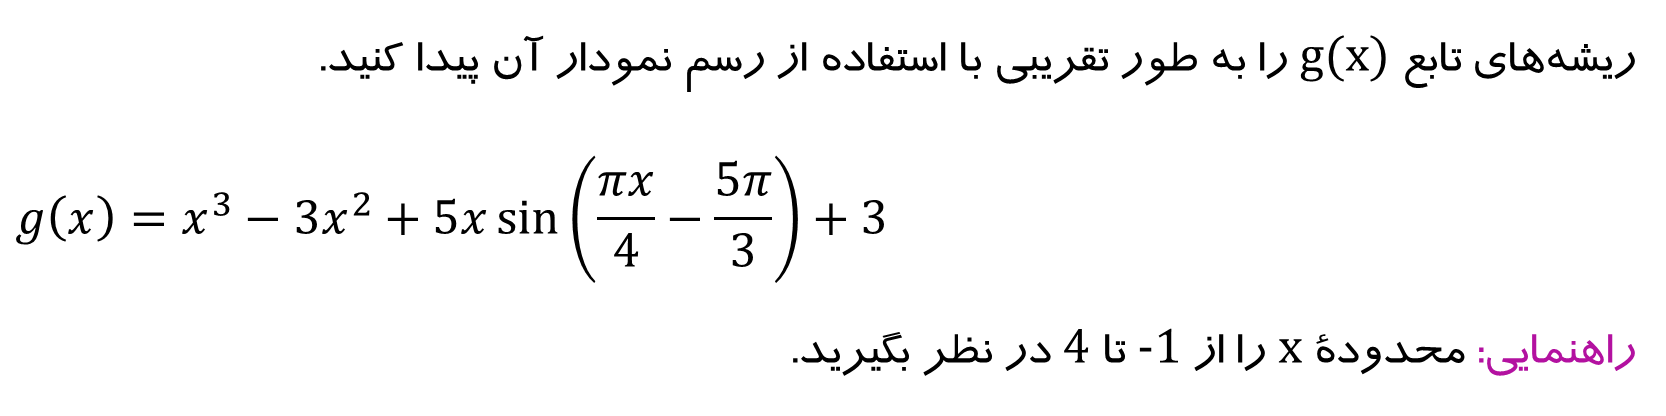 ریشه‌های تابع g(x) را به طور تقریبی با استفاده از رسم نمودار آن پیدا کنید.
g(x) = x³ − 3x² + 5x sin(πx/4 − 5π/3) + 3
راهنمایی: محدودهٔ x را از 1- تا 4 در نظر بگیرید.